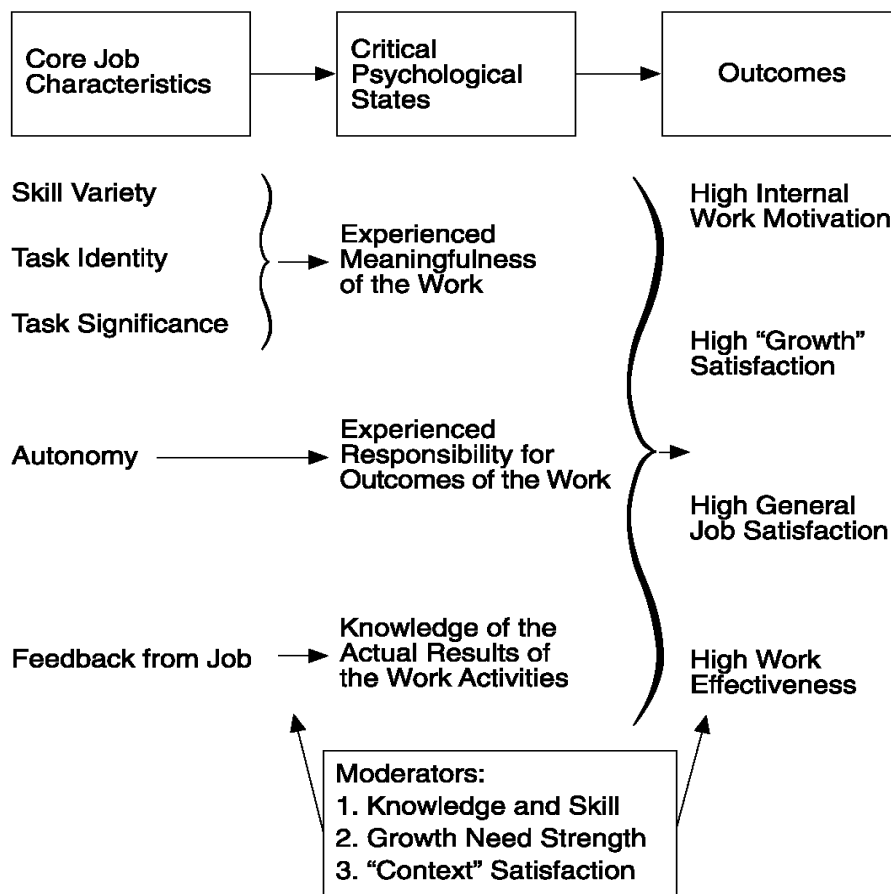 Core Job
Characteristics
Critical
Psychological
States
Outcomes
Skill Variety
Task Identity
Task Significance
Experienced
Meaningfulness
of the Work
High Internal
Work Motivation
High “Growth”
Satisfaction
Autonomy
Experienced
Responsibility for
Outcomes of the Work
High General
Job Satisfaction
Feedback from Job
Knowledge of the
Actual Results of
the Work Activities
High Work
Effectiveness
Moderators:
1. Knowledge and Skill
2. Growth Need Strength
3. “Context” Satisfaction